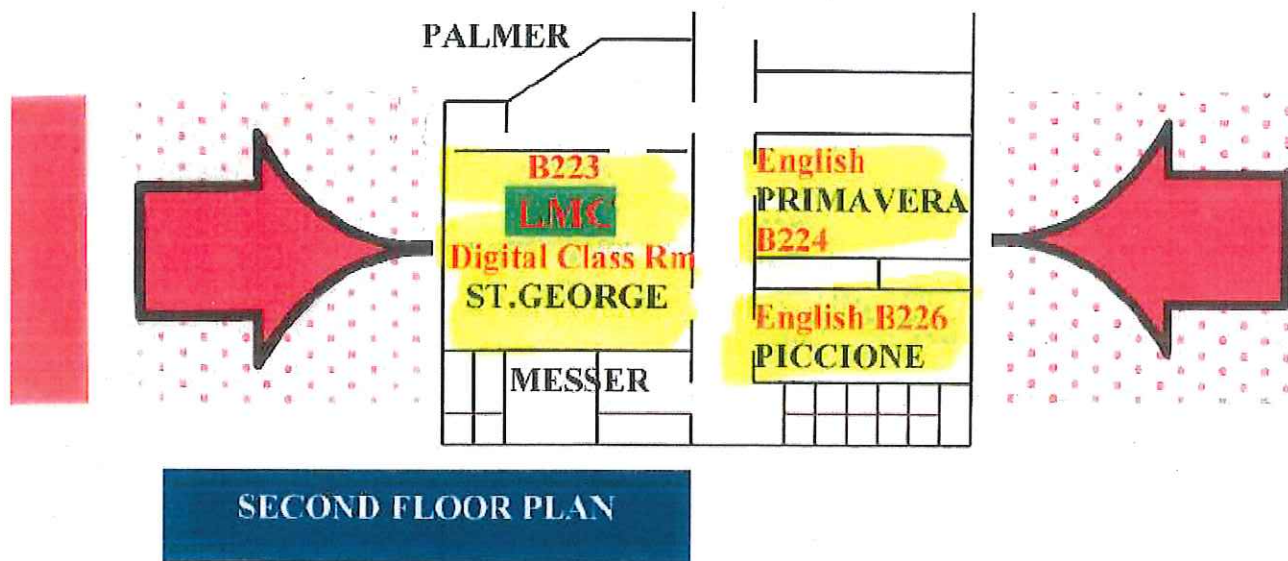 PALMER
B223
LMC
Digital Class Rm
ST.GEORGE
MESSER
English
PRIMAVERA
B224
English B226
PICCIONE
SECOND FLOOR PLAN